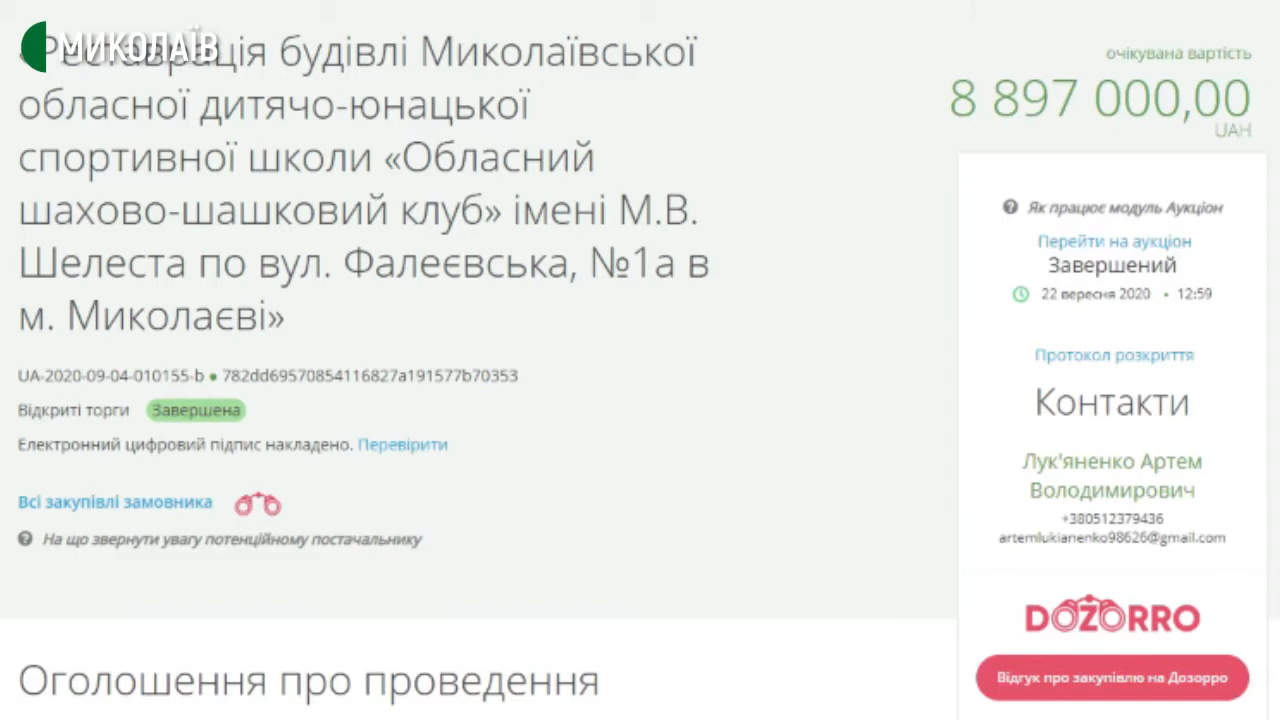 МИКОЛАЇВ
«Реставрація будівлі Миколаївської
обласної дитячо-юнацької
спортивної школи «Обласний
шахово-шашковий клуб» імені М.В.
Шелеста по вул. Фалеєвська, №1а в
м. Миколаєві»
UA-2020-09-04-010155-b ● 782dd69570854116827a191577b70353
Відкриті торги Завершена
Електронний цифровий підпис накладено. Перевірити
Всі закупівлі замовника
На що звернути увагу потенційному постачальнику
Оголошення про проведення
очікувана вартість
8 897 000,00
UAH
Як працює модуль Аукціон
Перейти на аукціон
Завершений
22 вересня 2020 • 12:59
Протокол розкриття
Контакти
Лук'яненко Артем
Володимирович
+380512379436
artemlukianenko98626@gmail.com
DOZORRO
Відгук про закупівлю на Дозорро